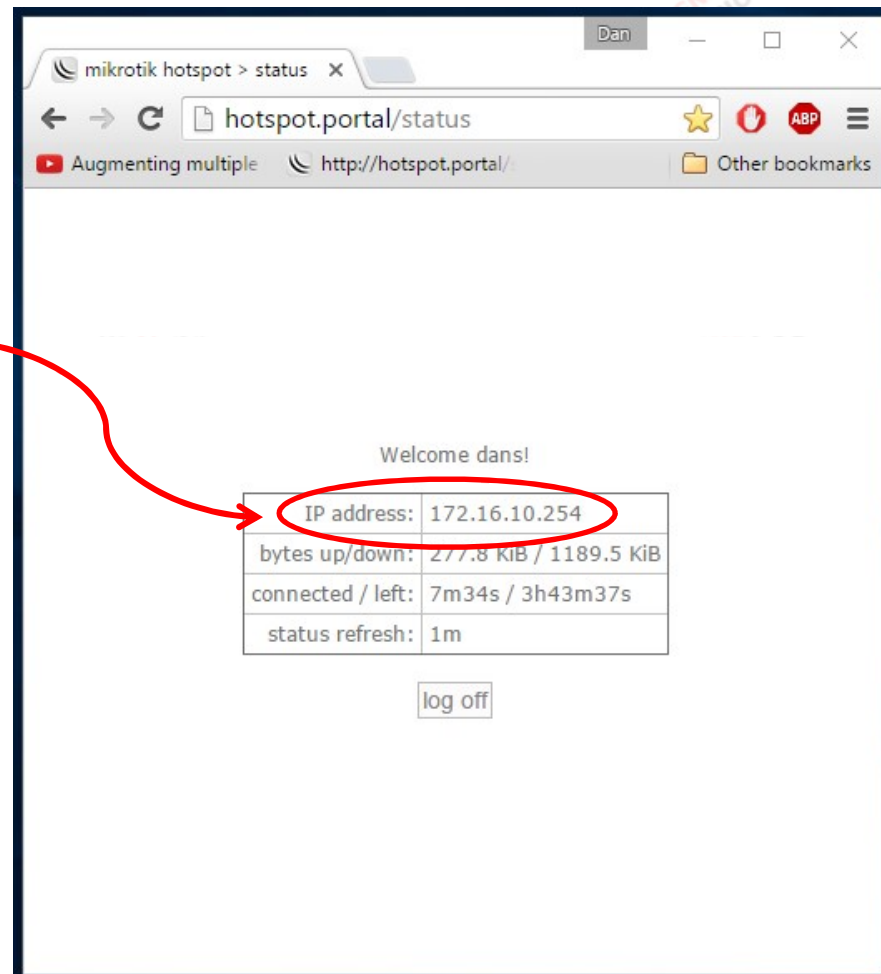 Dan
mikrotik hotspot > status
hotspot.portal/status
ABP
Augmenting multiple http://hotspot.portal/ Other bookmarks
Welcome dans!
IP address: 172.16.10.254
bytes up/down: 277.8 KiB / 1189.5 KiB
connected / left: 7m34s / 3h43m37s
status refresh: 1m
log off